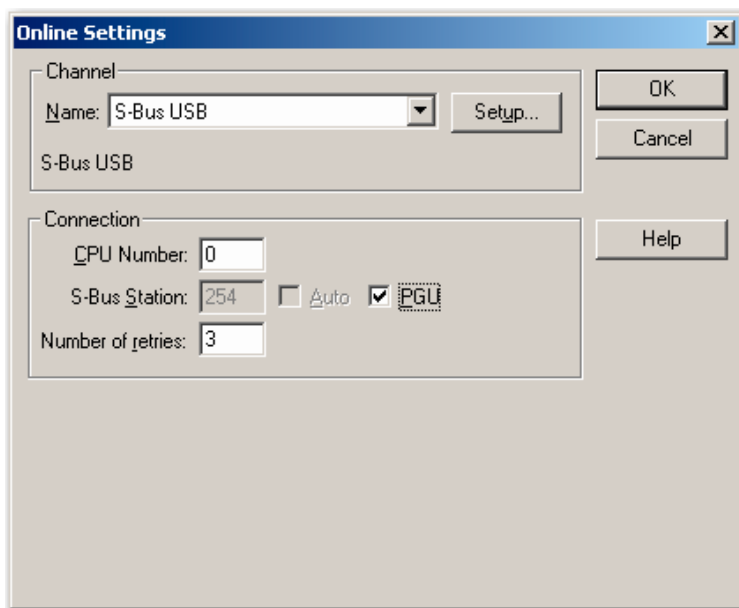 Online Settings
Channel
Name: S-Bus USB
Setup...
S-Bus USB
OK
Cancel
Help
Connection
CPU Number: 0
S-Bus Station: 254 Auto PGU
Number of retries: 3